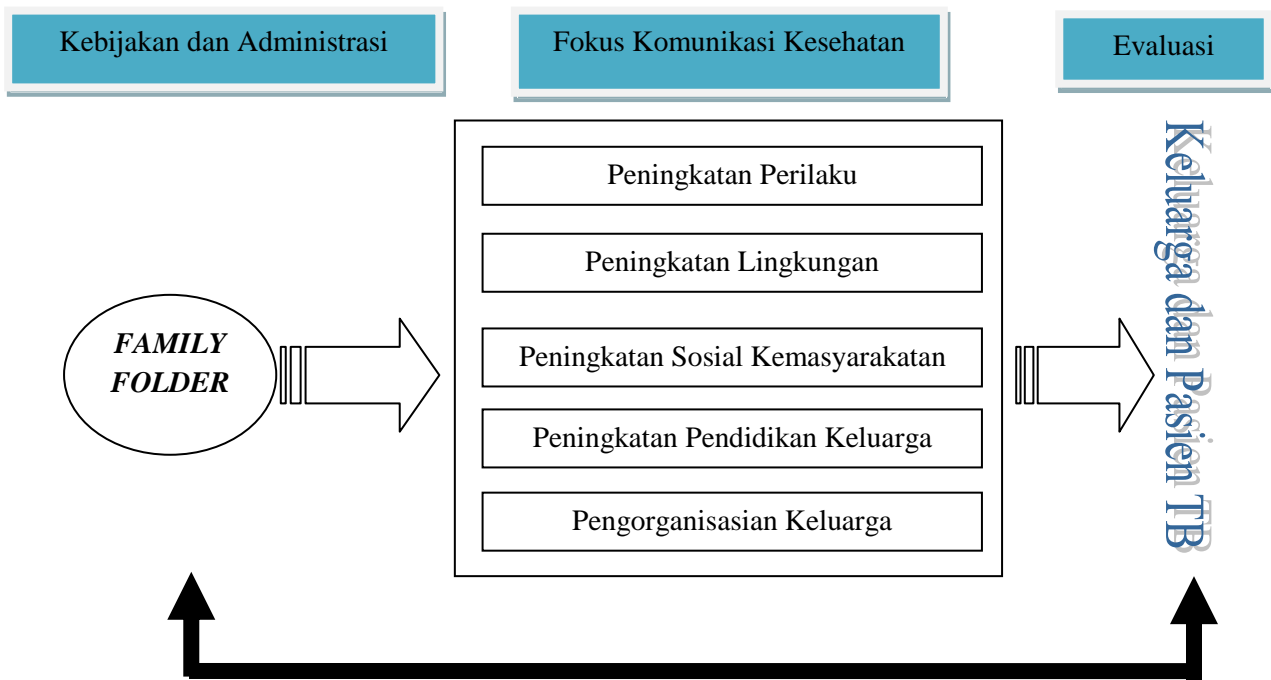 Kebijakan dan Administrasi
Fokus Komunikasi Kesehatan
Evaluasi
FAMILY
FOLDER
Peningkatan Perilaku
Peningkatan Lingkungan
Peningkatan Sosial Kemasyarakatan
Peningkatan Pendidikan Keluarga
Pengorganisasian Keluarga
Keluarga dan Pasien TB